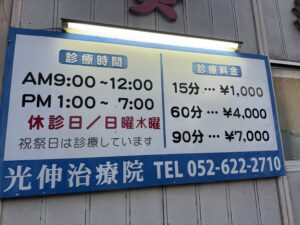 診療時間
AM9:00~12:00
PM 1:00~ 7:00
休診日/日曜水曜
祝祭日は診療しています
診療料金
15分…¥1,000
60分…¥4,000
90分…¥7,000
光伸治療院 TEL 052-622-2710